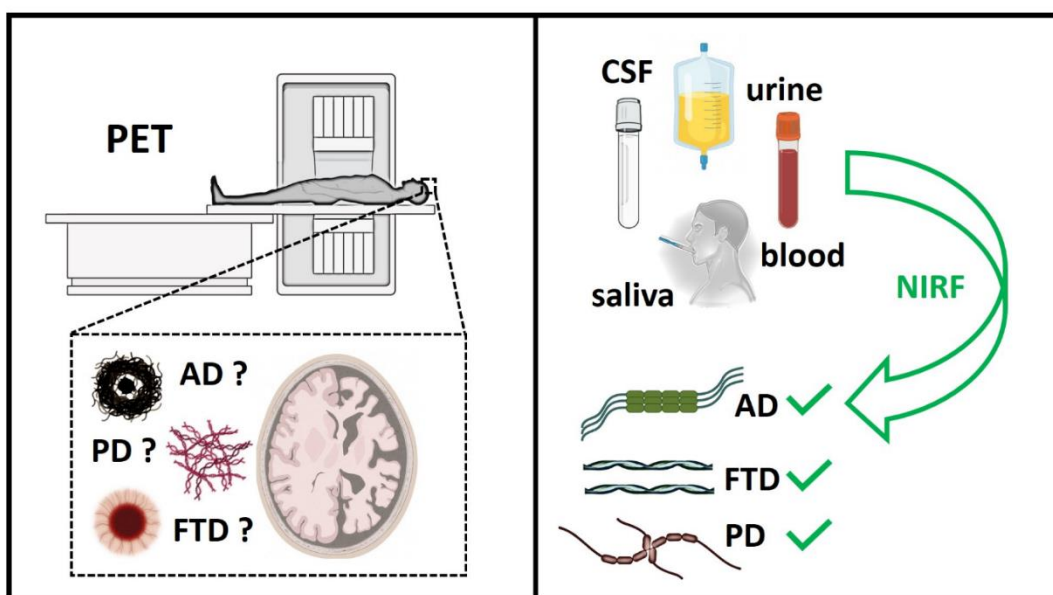 PET
AD ?
PD ?
FTD ?
CSF
urine
blood
saliva
NIRF
AD
FTD
PD